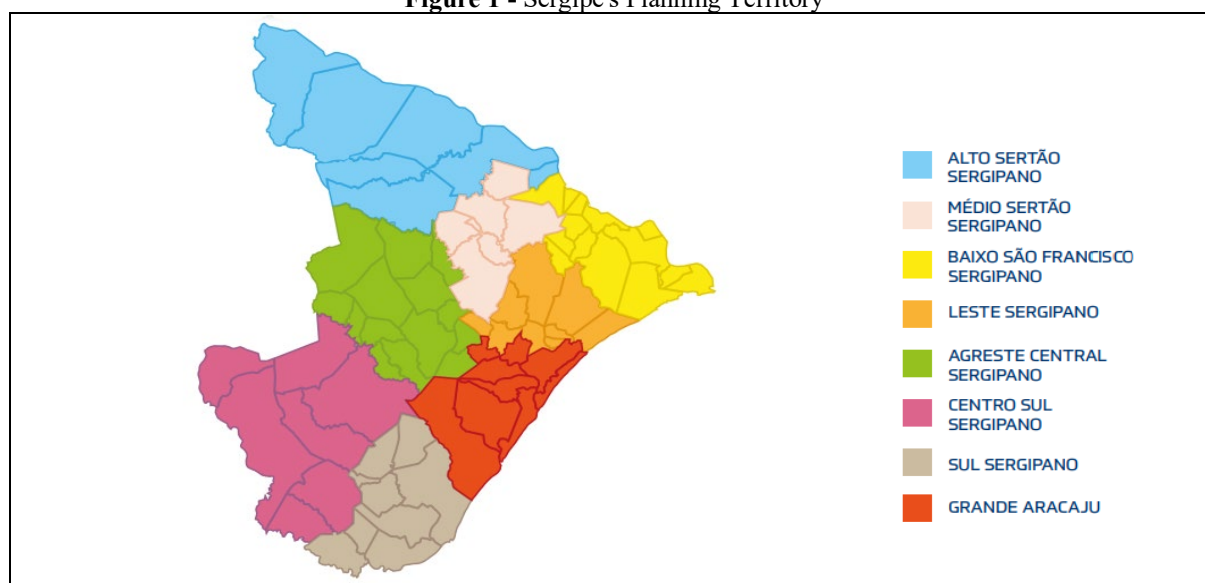 Figure 1 - Sergipe's Planning Territory
ALTO SERTÃO
SERGIPANO
MÉDIO SERTÃO
SERGIPANO
BAIXO SÃO FRANCISCO
SERGIPANO
LESTE SERGIPANO
AGRESTE CENTRAL
SERGIPANO
CENTRO SUL
SERGIPANO
SUL SERGIPANO
GRANDE ARACAJU